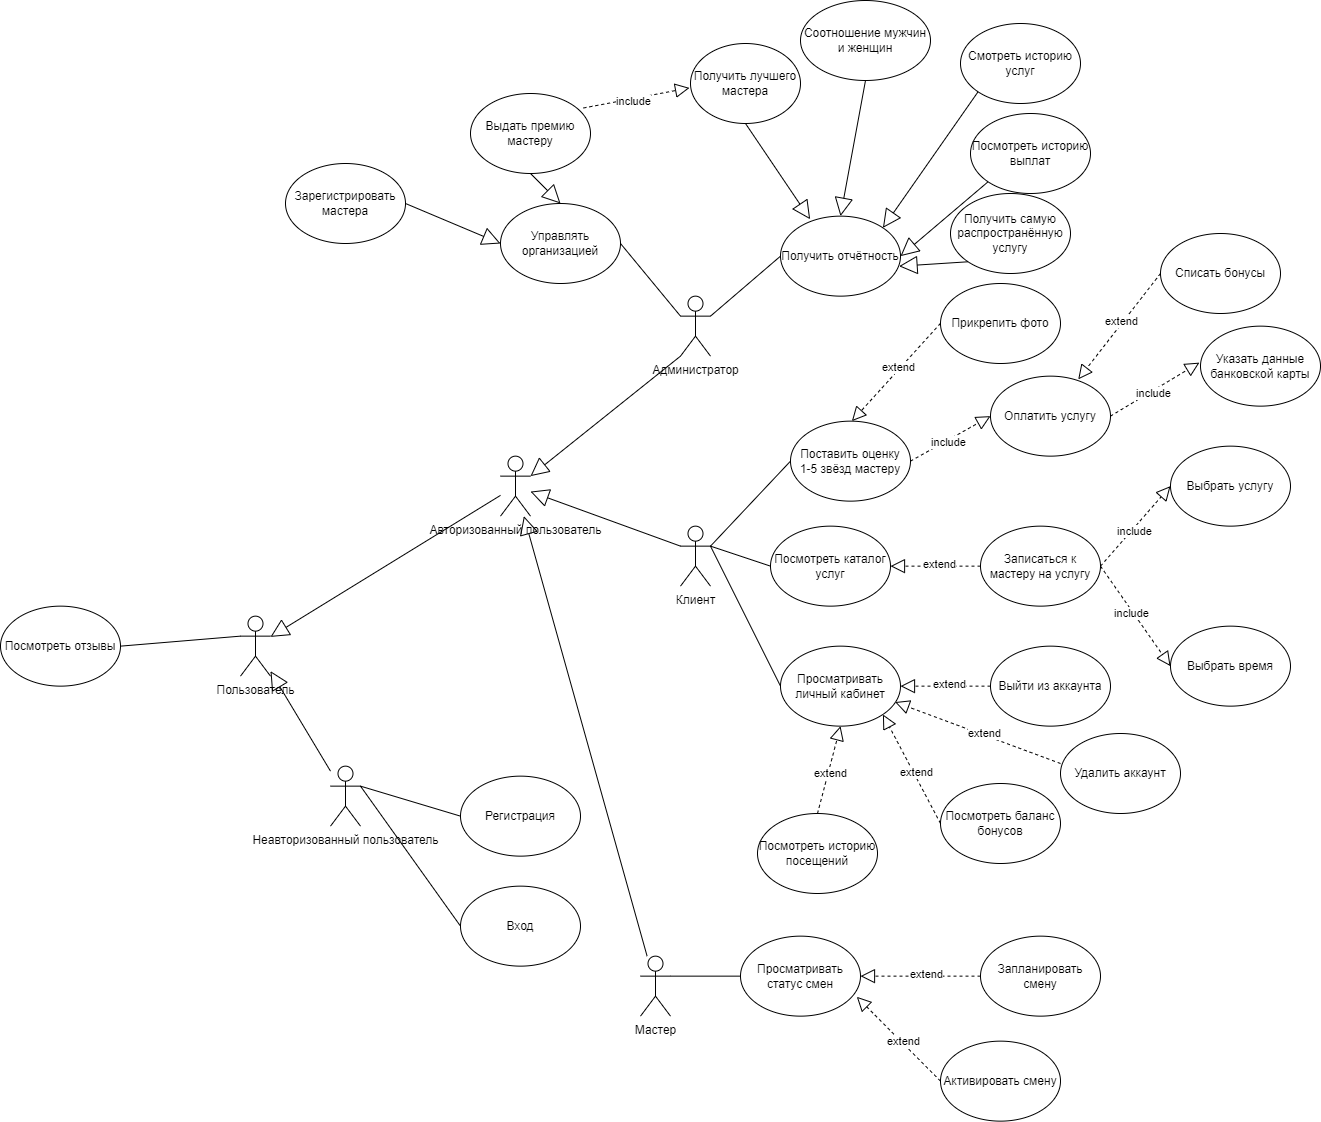 Соотношение мужчин
и женщин
Смотреть историю
услуг
Получить лучшего
мастера
include
Выдать премию
мастеру
Посмотреть историю
выплат
Зарегистрировать
мастера
Получить самую
распространённую
услугу
Управлять
организацией
Получить отчётность
Списать бонусы
Прикрепить фото
extend
Администратор
extend
Указать данные
банковской карты
include
Оплатить услугу
include
Поставить оценку
1-5 звёзд мастеру
Выбрать услугу
Авторизованный пользователь
include
Посмотреть каталог
услуг
extend
Записаться к
мастеру на услугу
Клиент
include
Посмотреть отзывы
Выбрать время
Пользователь
Просматривать
личный кабинет
extend
Выйти из аккаунта
extend
extend
extend
Удалить аккаунт
Регистрация
Посмотреть баланс
бонусов
Неавторизованный пользователь
Посмотреть историю
посещений
Вход
Просматривать
статус смен
extend
Запланировать
смену
Мастер
extend
Активировать смену